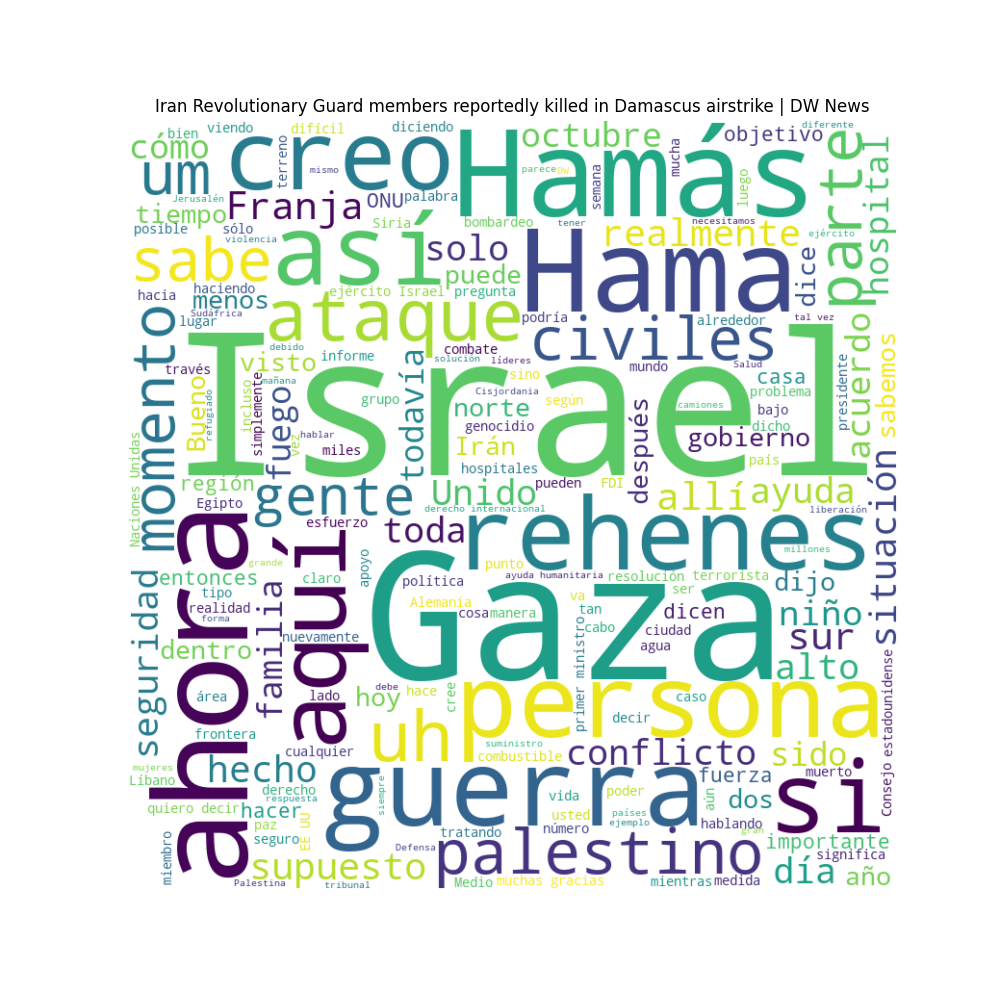 Iran Revolutionary Guard members reportedly killed in Damascus airstrike | DW News
bien
viendo
difícil
diciendo
diferente
cómo
creo
Hamás
octubre
objetivo
um
terreno
mismo
parece
DW
semana
mucha
luego
parte
hospital
Jerusalén
tiempo
Franja
ONU
palabra
tener
necesitamos
posible
sólo
violencia
así
Siria
bombardeo
solo
realmente
ejército
sabe
puede
Hama
dice
hacia
haciendo
menos
ejército Israel
pregunta
Sudáfrica
lugar
ataque
podría
alrededor
tal vez
momento
través
debido
visto
informe
combate
civiles
acuerdo
Israel
solución
líderes
mundo
Salud
casa
presidente
sabemos
Bueno
refugiado
incluso
simplemente
mañana
grupo
todavía
sino
Cisjordania
según
camiones
problema
bajo
dicho
fuego
vez
hablar
miles
norte
genocidio
Irán
después
gobierno
país
Naciones Unidas
región
hospitales
pueden
FDI
Egipto
gente
Unido
derecho internacional
allí
ayuda
liberación
situación
ahora
aquí
esfuerzo
toda
rehenes
millones
seguridad
entonces
grande
tipo
claro
apoyo
política
punto
ayuda humanitaria
resolución
terrorista
dijo
realidad
forma
familia
Gaza
Alemania
cosa
manera
va
tan
ser
dicen
niño
nuevamente
cabo
ciudad
sur
dentro
agua
primer ministro
alto
área
lado
hoy
debe
hace
cree
persona
caso
decir
frontera
uh
Consejo estadounidense
cualquier
suministro
combustible
conflicto
sido
mujeres
Líbano
hecho
derecho
respuesta
siempre
guerra
fuerza
muerto
si
quiero decir
hacer
vida
poder
aún
dos
paz
seguro
EE UU
tratando
número
usted
países
ejemplo
hablando
gran
importante
miembro
supuesto
Defensa
palestino
significa
día
año
Palestina
tribunal
Medio
muchas gracias
mientras
medida